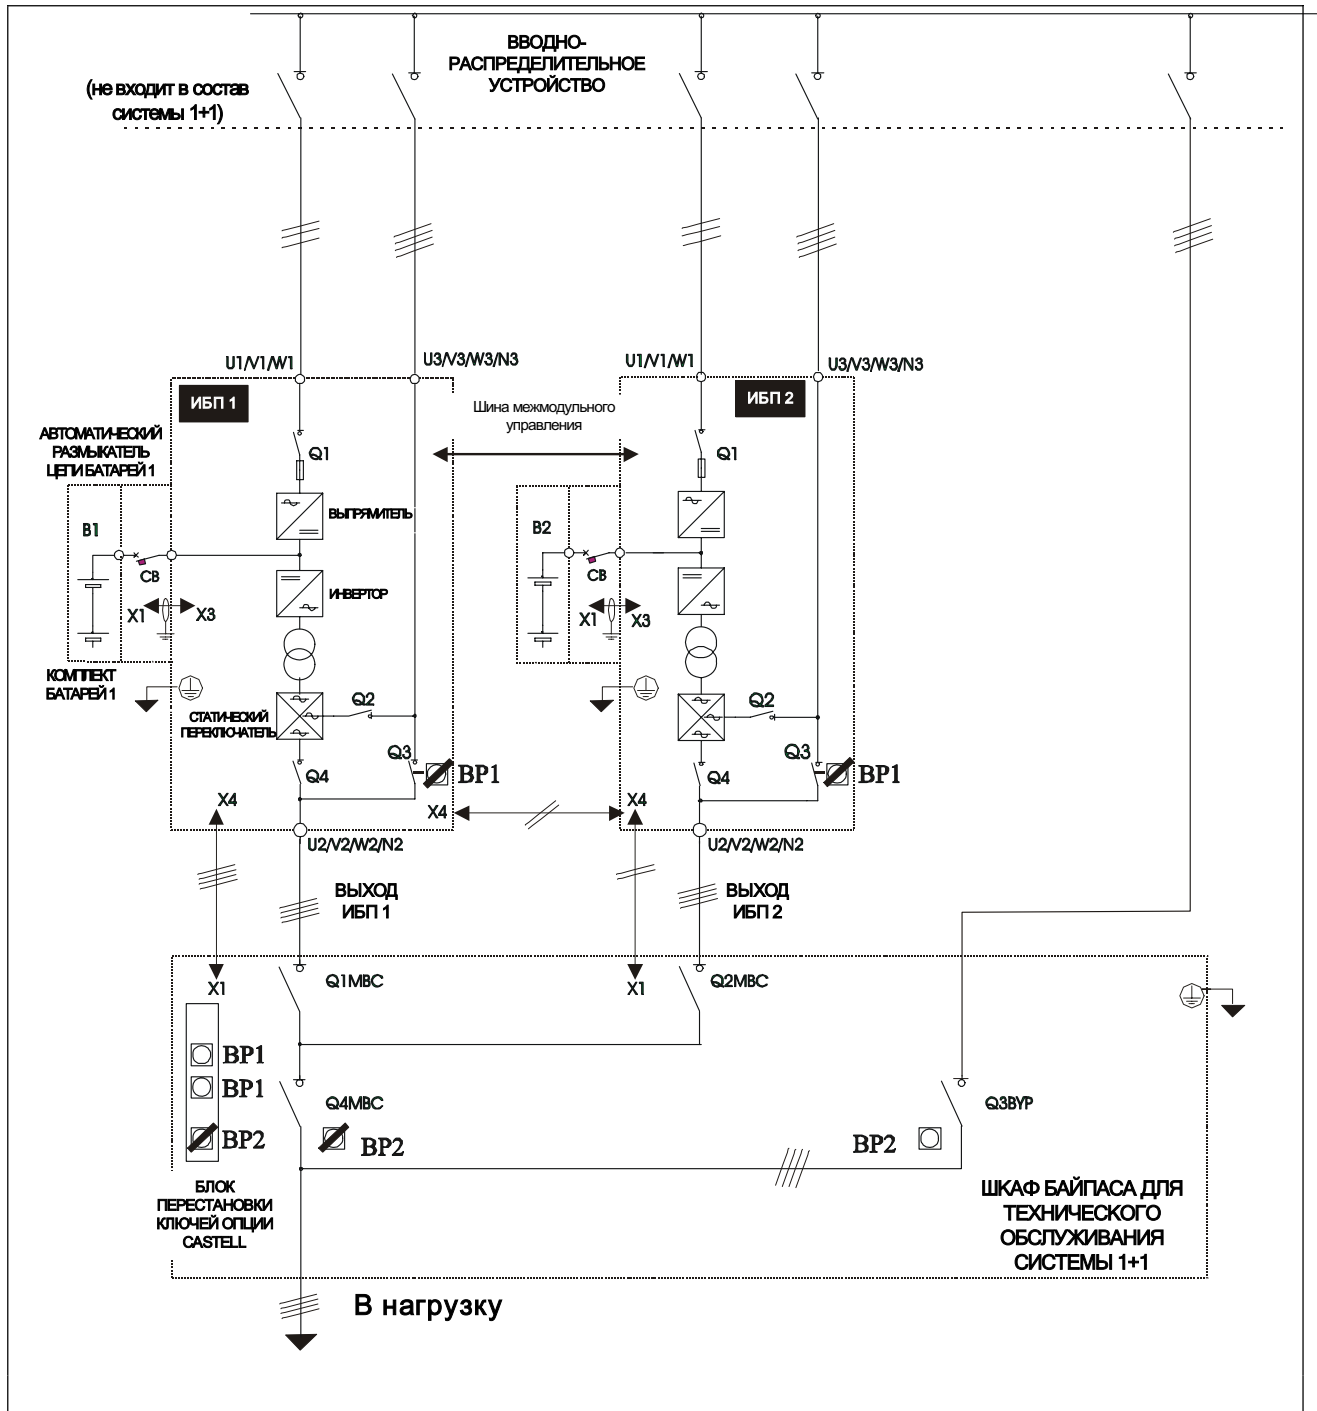 ВВОДНО-
РАСПРЕДЕЛИТЕЛЬНОЕ
УСТРОЙСТВО
(не входит в состав
системы 1+1)
U1/V1/W1
U3/V3/W3/N3
U1/V1/W1
U3/V3/W3/N3
ИБП 1
Шина межмодульного
управления
ИБП 2
АВТОМАТИЧЕСКИЙ
РАЗМЫКАТЕЛЬ
ЦЕПИ БАТАРЕЙ 1
Q1
Q1
B1
ВЫПРЯМИТЕЛЬ
B2
CB
CB
ИНВЕРТОР
X1
X3
X1
X3
КОМПЛЕКТ
БАТАРЕЙ 1
Q2
Q2
СТАТИЧЕСКИЙ
ПЕРЕКЛЮЧАТЕЛЬ
Q3
Q3
Q4
BP1
Q4
BP1
X4
X4
X4
U2/V2/W2/N2
U2/V2/W2/N2
ВЫХОД
ИБП 1
ВЫХОД
ИБП 2
X1
Q1MBC
X1
Q2MBC
BP1
BP1
Q4MBC
Q3BYP
BP2
BP2
BP2
БЛОК
ПЕРЕСТАНОВКИ
КЛЮЧЕЙ ОПЦИИ
CASTELL
ШКАФ БАЙПАСА ДЛЯ
ТЕХНИЧЕСКОГО
ОБСЛУЖИВАНИЯ
СИСТЕМЫ 1+1
В нагрузку